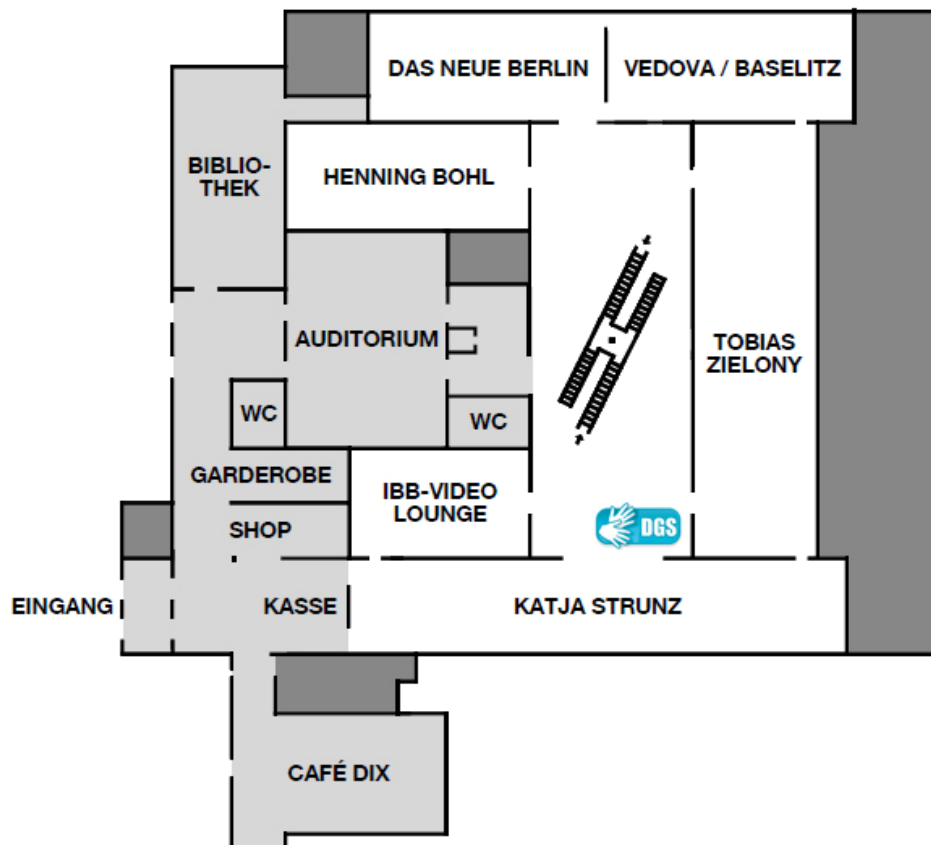 DAS NEUE BERLIN
VEDOVA / BASELITZ
BIBLIO-
THEK
HENNING BOHL
AUDITORIUM
TOBIAS
ZIELONY
WC
WC
GARDEROBE
IBB-VIDEO
LOUNGE
SHOP
DGS
EINGANG
KASSE
KATJA STRUNZ
CAFÉ DIX